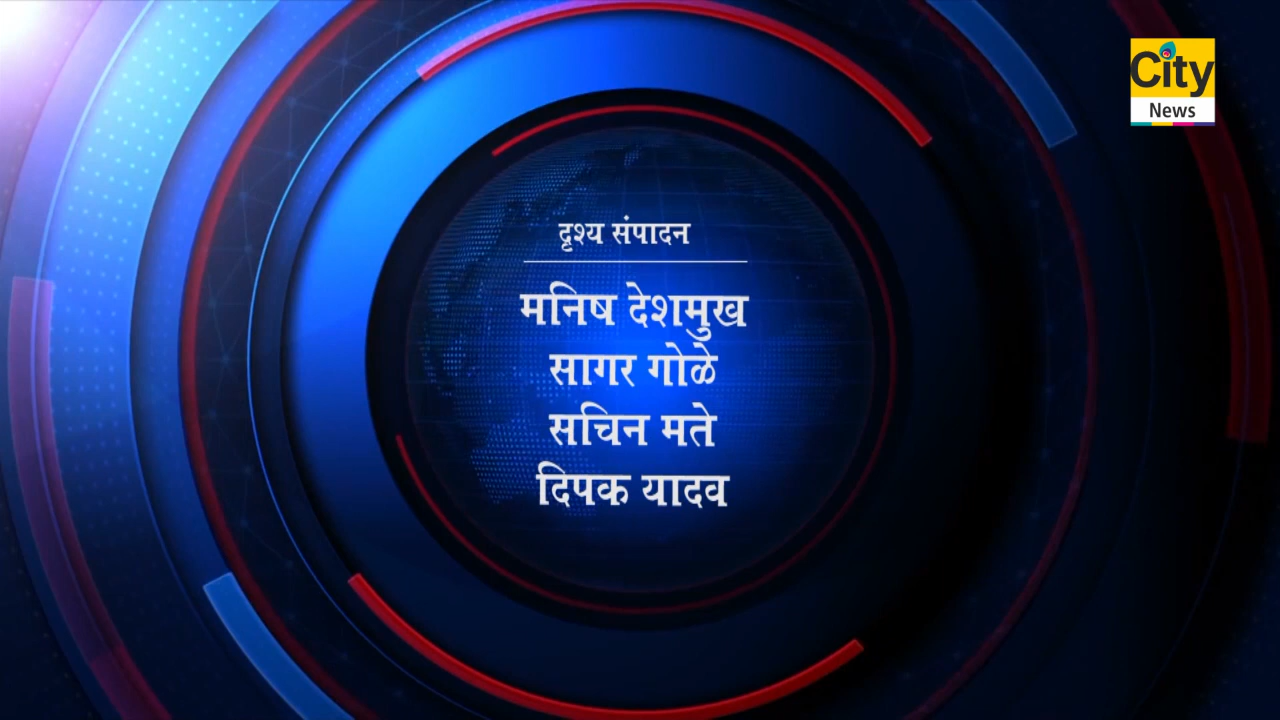 City
News
दृश्य संपादन
मनिष देशमुख
सागर गोळे
सचिन मते
दिपक यादव